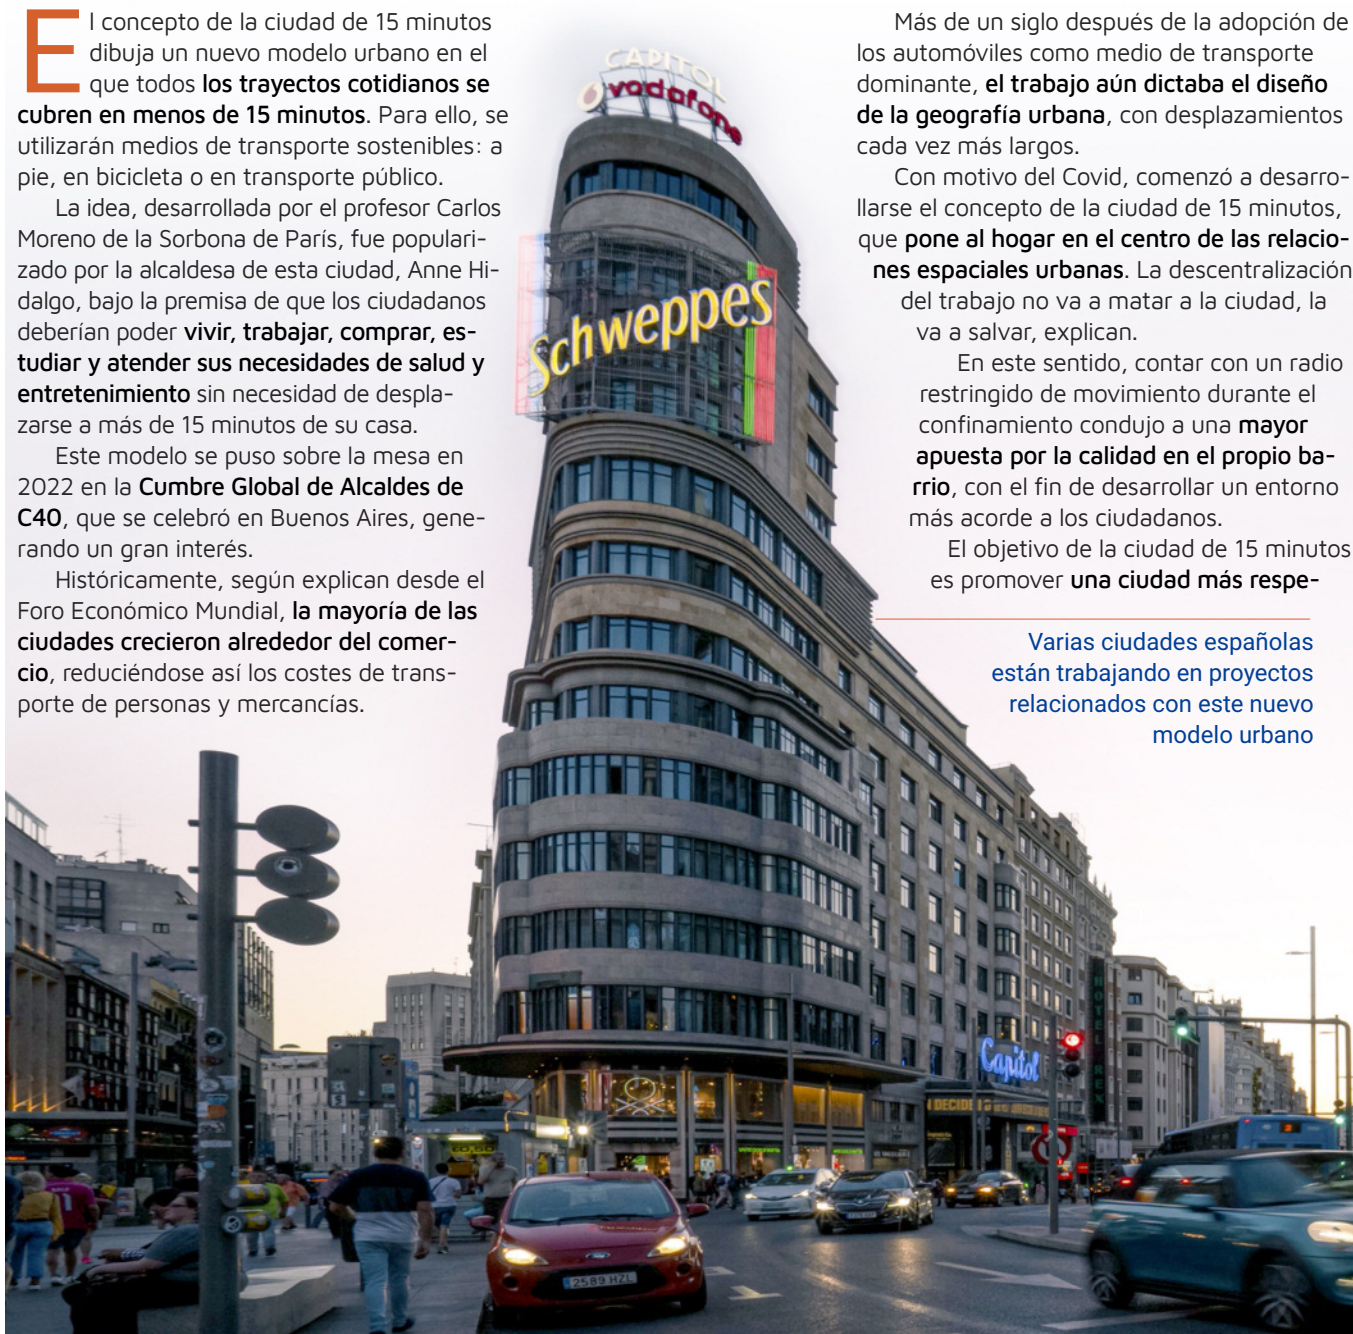 El concepto de la ciudad de 15 minutos
dibuja un nuevo modelo urbano en el
que todos los trayectos cotidianos se
cubren en menos de 15 minutos. Para ello, se
utilizarán medios de transporte sostenibles: a
pie, en bicicleta o en transporte público.
La idea, desarrollada por el profesor Carlos
Moreno de la Sorbona de París, fue populari-
zado por la alcaldesa de esta ciudad, Anne Hi-
dalgo, bajo la premisa de que los ciudadanos
deberían poder vivir, trabajar, comprar, es-
tudiar y atender sus necesidades de salud y
entretenimiento sin necesidad de despla-
zarse a más de 15 minutos de su casa.
Este modelo se puso sobre la mesa en
2022 en la Cumbre Global de Alcaldes de
C40, que se celebró en Buenos Aires, gene-
rando un gran interés.
Históricamente, según explican desde el
Foro Económico Mundial, la mayoría de las
ciudades crecieron alrededor del comer-
cio, reduciéndose así los costes de trans-
porte de personas y mercancías.
Más de un siglo después de la adopción de
los automóviles como medio de transporte
dominante, el trabajo aún dictaba el diseño
de la geografía urbana, con desplazamientos
cada vez más largos.
Con motivo del Covid, comenzó a desarro-
llarse el concepto de la ciudad de 15 minutos,
que pone al hogar en el centro de las relacio-
nes espaciales urbanas. La descentralización
del trabajo no va a matar a la ciudad, la
va a salvar, explican.
En este sentido, contar con un radio
restringido de movimiento durante el
confinamiento condujo a una mayor
apuesta por la calidad en el propio ba-
rrio, con el fin de desarrollar un entorno
más acorde a los ciudadanos.
El objetivo de la ciudad de 15 minutos
es promover una ciudad más respe-
Varias ciudades españolas
están trabajando en proyectos
relacionados con este nuevo
modelo urbano
CAPITOL
vodafone
Schweppes
Capitol
HOTEL REX
DECIDE
2589 HZL